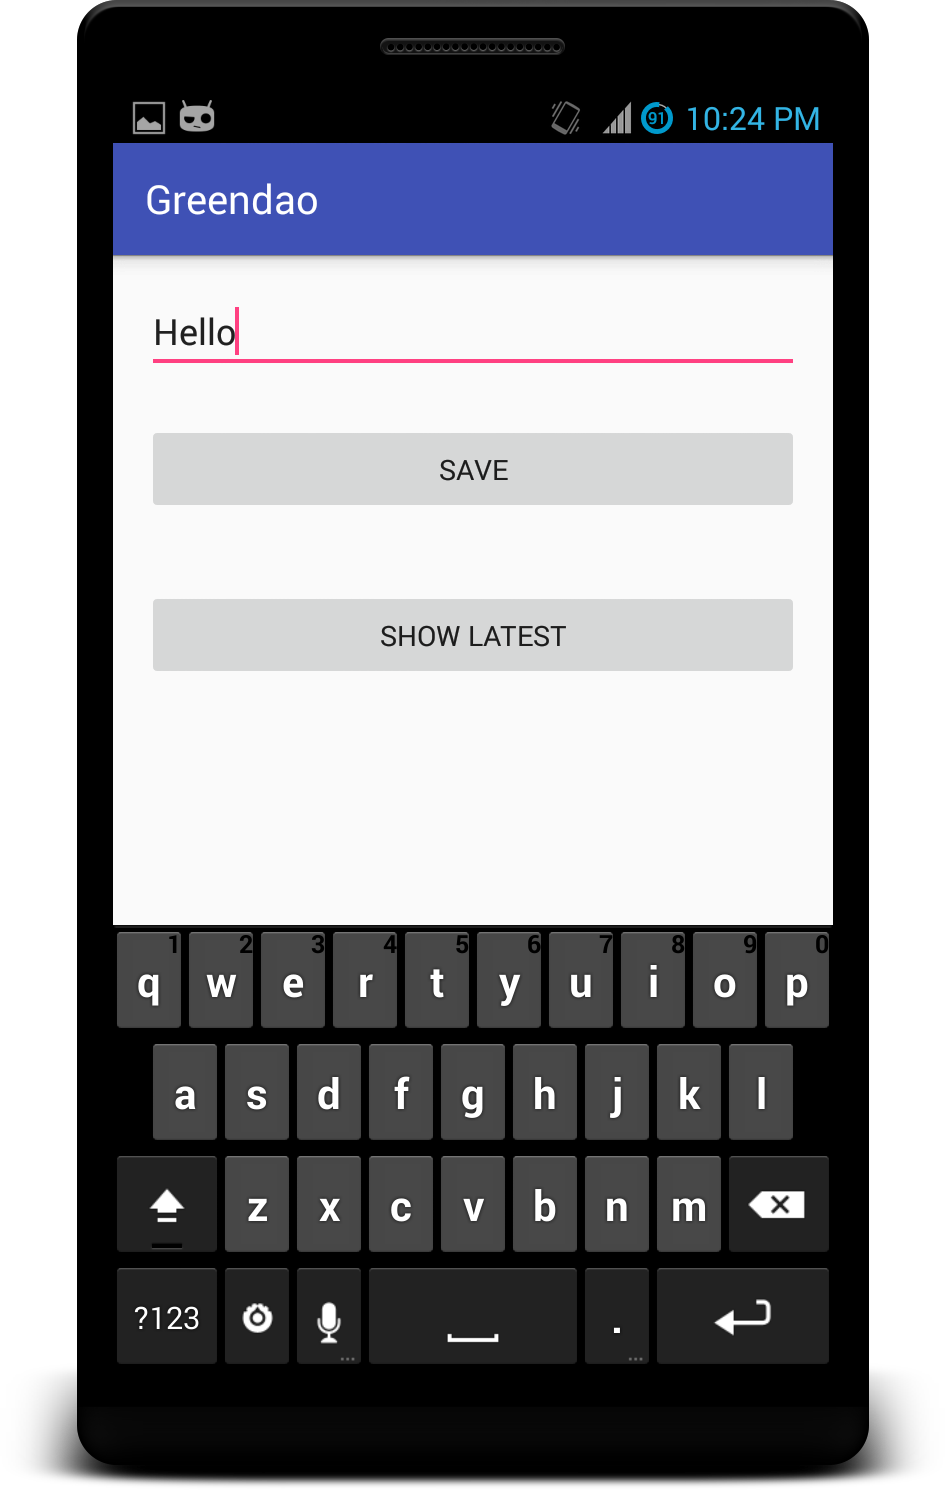 91 10:24 PM
Greendao
Hello
SAVE
SHOW LATEST
1 2 3 4 5 6 7 8 9 0
q w e r t y u i o p
a s d f g h j k l
z x c v b n m
?123 .